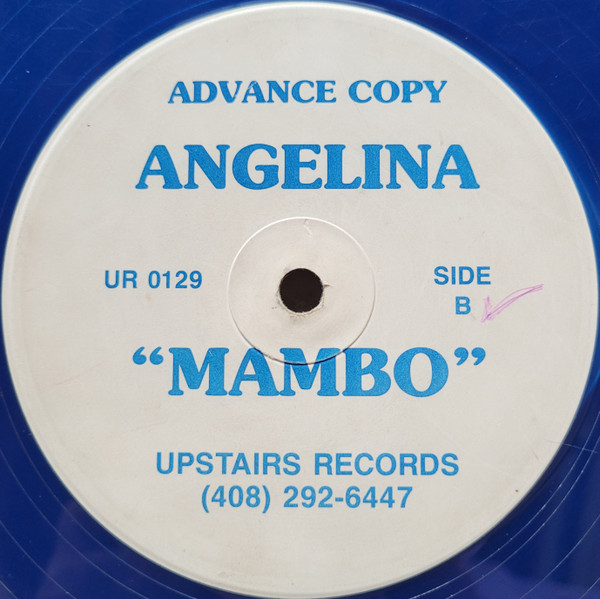 ADVANCE COPY
ANGELINA
UR 0129
SIDE
B
“MAMBO”
UPSTAIRS RECORDS
(408) 292-6447